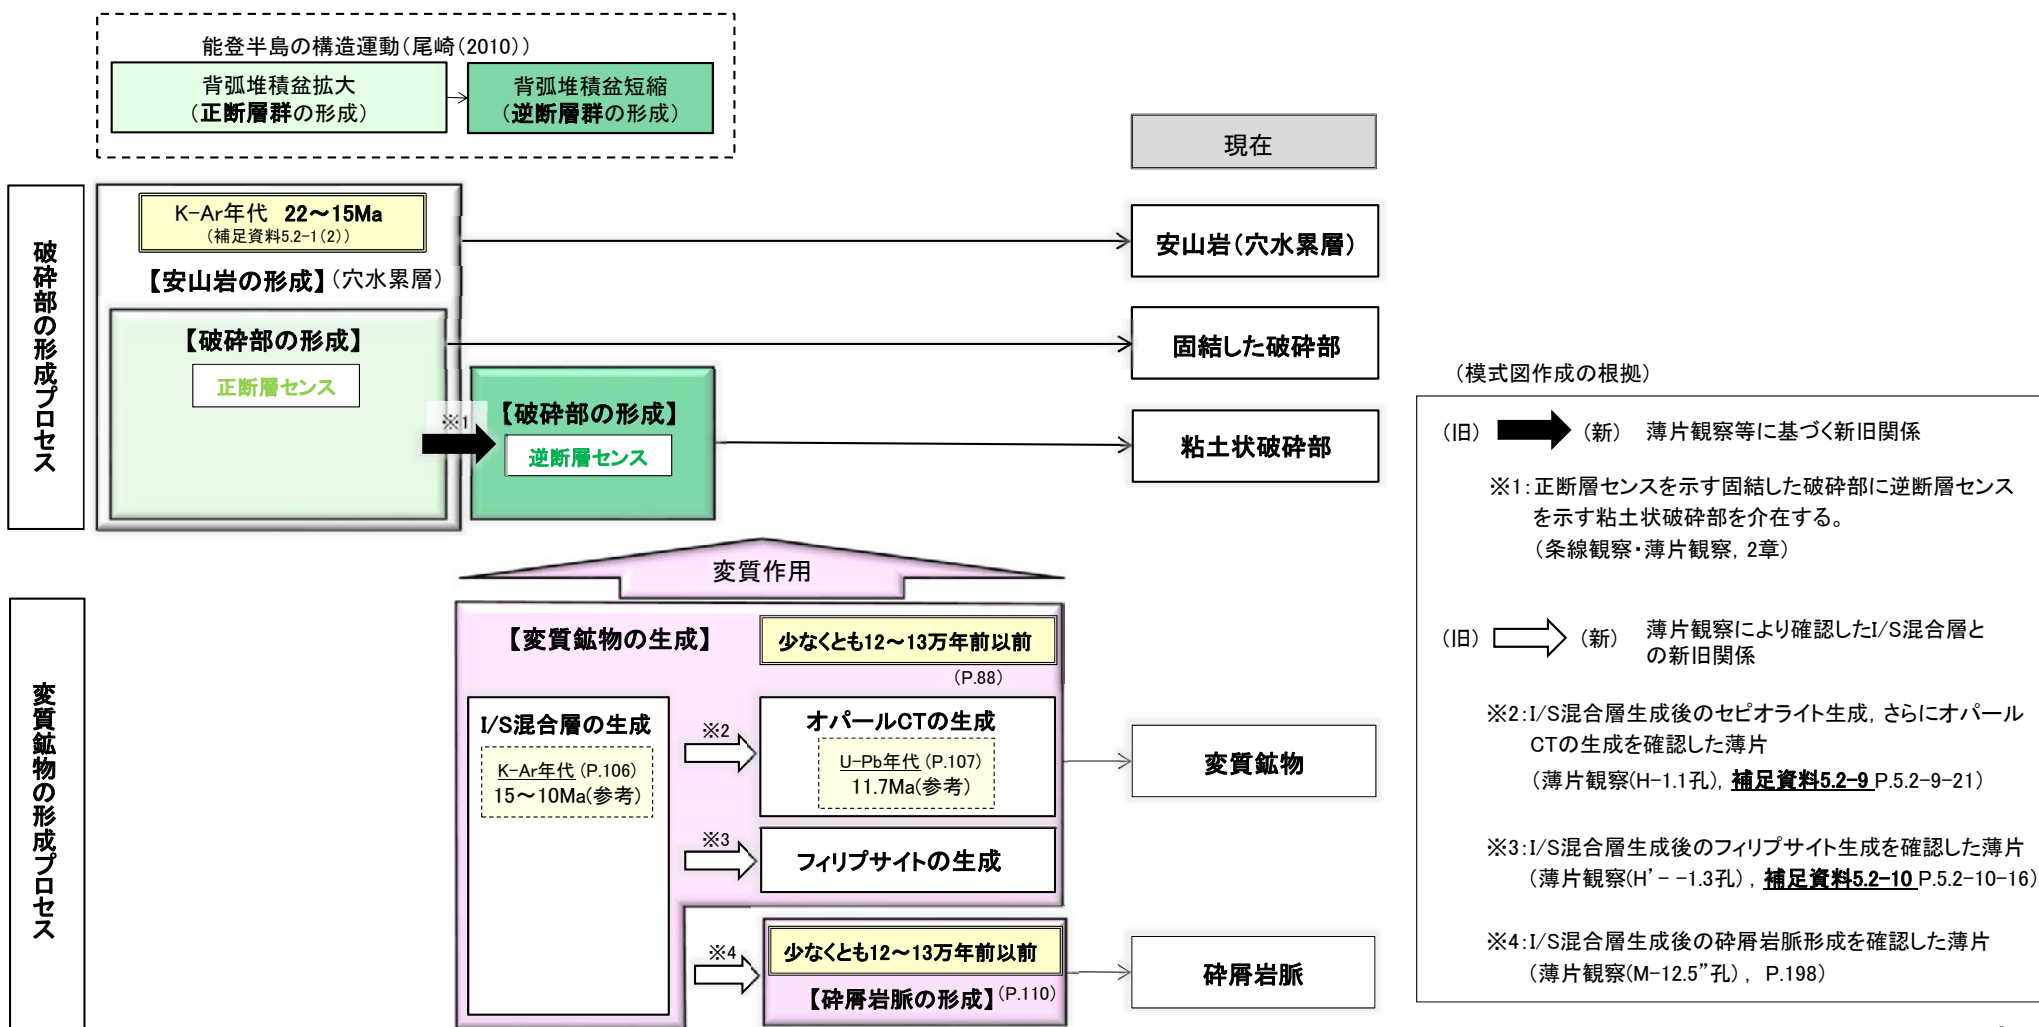 能登半島の構造運動(尾崎(2010))
背弧堆積盆拡大
(正断層群の形成)
背弧堆積盆短縮
(逆断層群の形成)
現在
破砕部の形成プロセス
K-Ar年代 22～15Ma
(補足資料5.2-1(2))
【安山岩の形成】(穴水累層)
【破砕部の形成】
正断層センス
※1
【破砕部の形成】
逆断層センス
安山岩(穴水累層)
固結した破砕部
粘土状破砕部
変質作用
変質鉱物の形成プロセス
【変質鉱物の生成】
少なくとも12～13万年前以前
(P.88)
I/S混合層の生成
K-Ar年代 (P.106)
15～10Ma(参考)
※2
オパールCTの生成
U-Pb年代 (P.107)
11.7Ma(参考)
※3
フィリプサイトの生成
※4
少なくとも12～13万年前以前
【砕屑岩脈の形成】(P.110)
変質鉱物
砕屑岩脈
(模式図作成の根拠)
(旧) (新) 薄片観察等に基づく新旧関係
※1:正断層センスを示す固結した破砕部に逆断層センス
を示す粘土状破砕部を介在する。
(条線観察・薄片観察, 2章)
(旧) (新) 薄片観察により確認したI/S混合層と
の新旧関係
※2:I/S混合層生成後のセピオライト生成, さらにオパール
CTの生成を確認した薄片
(薄片観察(H-1.1孔), 補足資料5.2-9 P.5.2-9-21)
※3:I/S混合層生成後のフィリプサイト生成を確認した薄片
(薄片観察(H’- -1.3孔) , 補足資料5.2-10 P.5.2-10-16)
※4:I/S混合層生成後の砕屑岩脈形成を確認した薄片
(薄片観察(M-12.5”孔) , P.198)